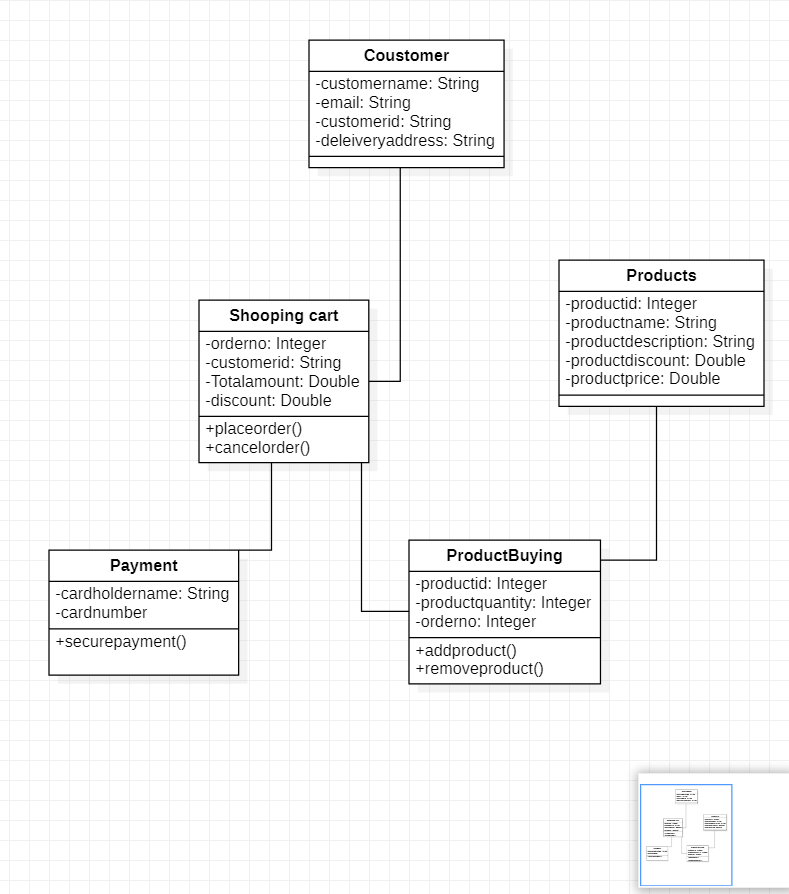 Coustomer
-customername: String
-email: String
-customerid: String
-deleiveryaddress: String
Products
-productid: Integer
-productname: String
-productdescription: String
-productdiscount: Double
-productprice: Double
Shooping cart
-orderno: Integer
-customerid: String
-Totalamount: Double
-discount: Double
+placeorder()
+cancelorder()
Payment
-cardholdername: String
-cardnumber
+securepayment()
ProductBuying
-productid: Integer
-productquantity: Integer
-orderno: Integer
+addproduct()
+removeproduct()